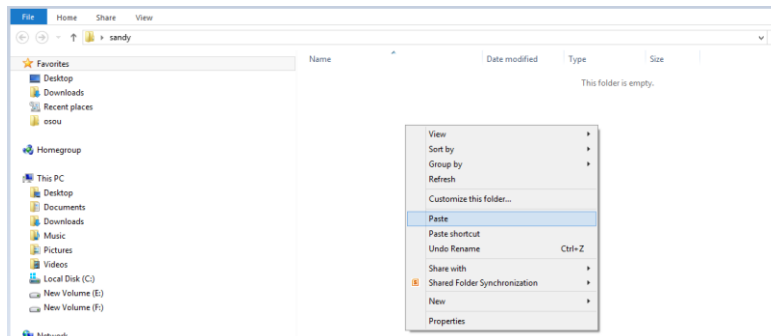 File Home Share View
sandy
Name Date modified Type Size
This folder is empty.
Favorites
Desktop
Downloads
Recent places
osou
Homegroup
This PC
Desktop
Documents
Downloads
Music
Pictures
Videos
Local Disk (C:)
New Volume (E:)
New Volume (F:)
Network
View
Sort by
Group by
Refresh
Customize this folder...
Paste
Paste shortcut
Undo Rename Ctrl+Z
Share with
Shared Folder Synchronization
New
Properties